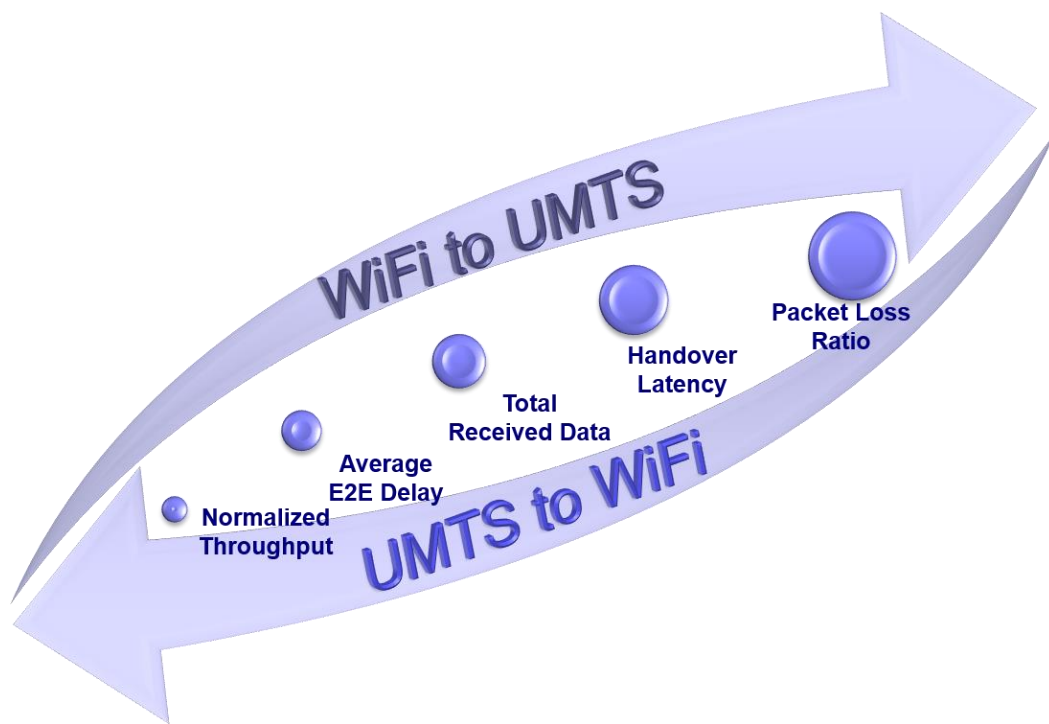 WiFi to UMTS
Packet Loss
Ratio
Handover
Latency
Total
Received Data
Average
E2E Delay
Normalized
Throughput
UMTS to WiFi